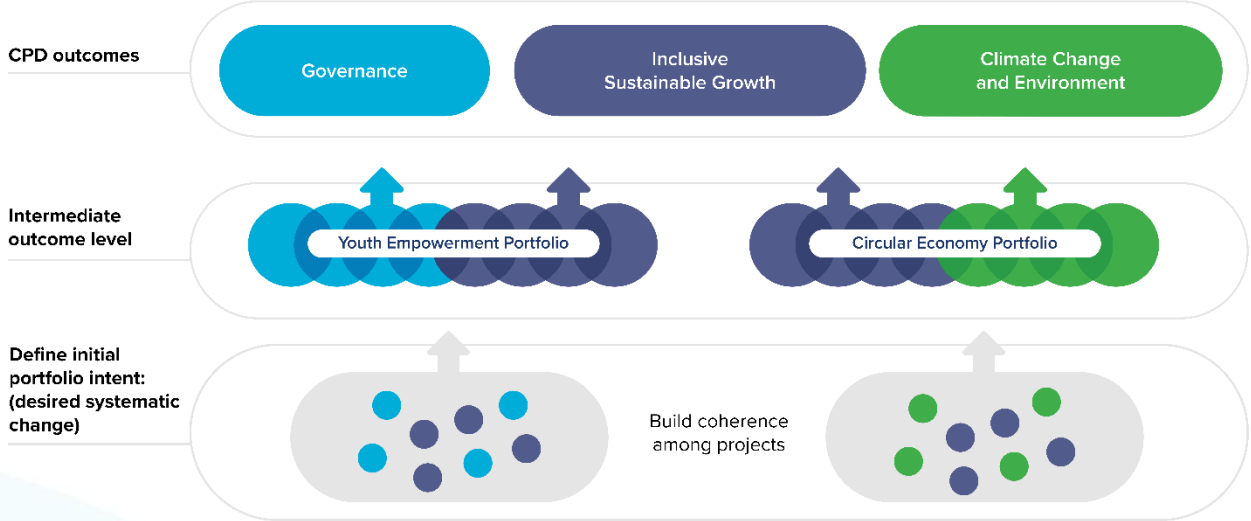 CPD outcomes
Governance
Inclusive
Sustainable Growth
Climate Change
and Environment
Intermediate
outcome level
Youth Empowerment Portfolio
Circular Economy Portfolio
Define initial
portfolio intent:
(desired systematic
change)
Build coherence
among projects